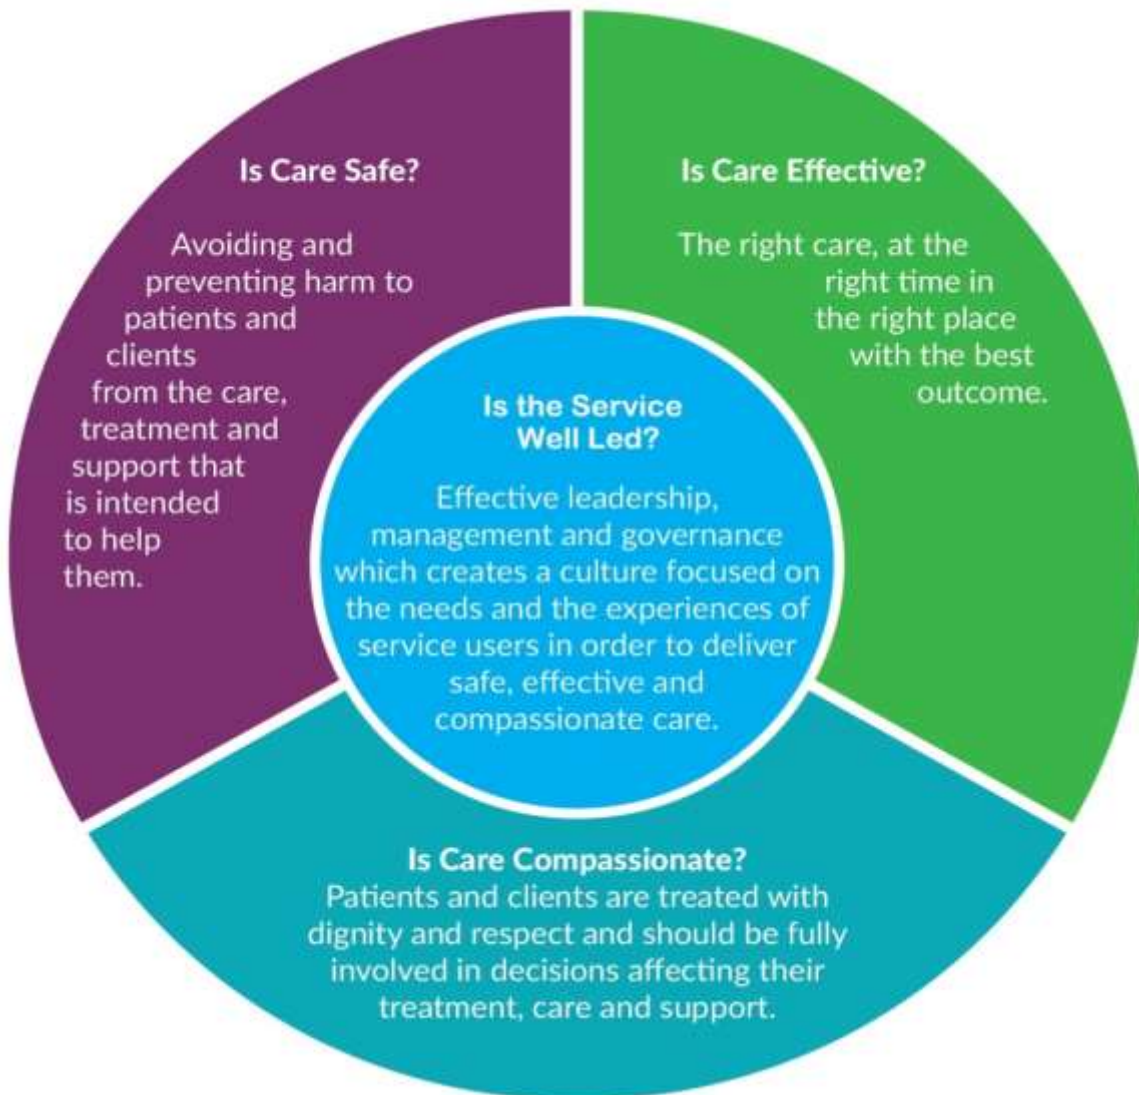 Is Care Safe?
Avoiding and
preventing harm to
patients and
clients
from the care,
treatment and
support that
is intended
to help
them.
Is Care Effective?
The right care, at the
right time in
the right place
with the best
outcome.
Is the Service
Well Led?
Effective leadership,
management and governance
which creates a culture focused on
the needs and the experiences of
service users in order to deliver
safe, effective and
compassionate care.
Is Care Compassionate?
Patients and clients are treated with
dignity and respect and should be fully
involved in decisions affecting their
treatment, care and support.